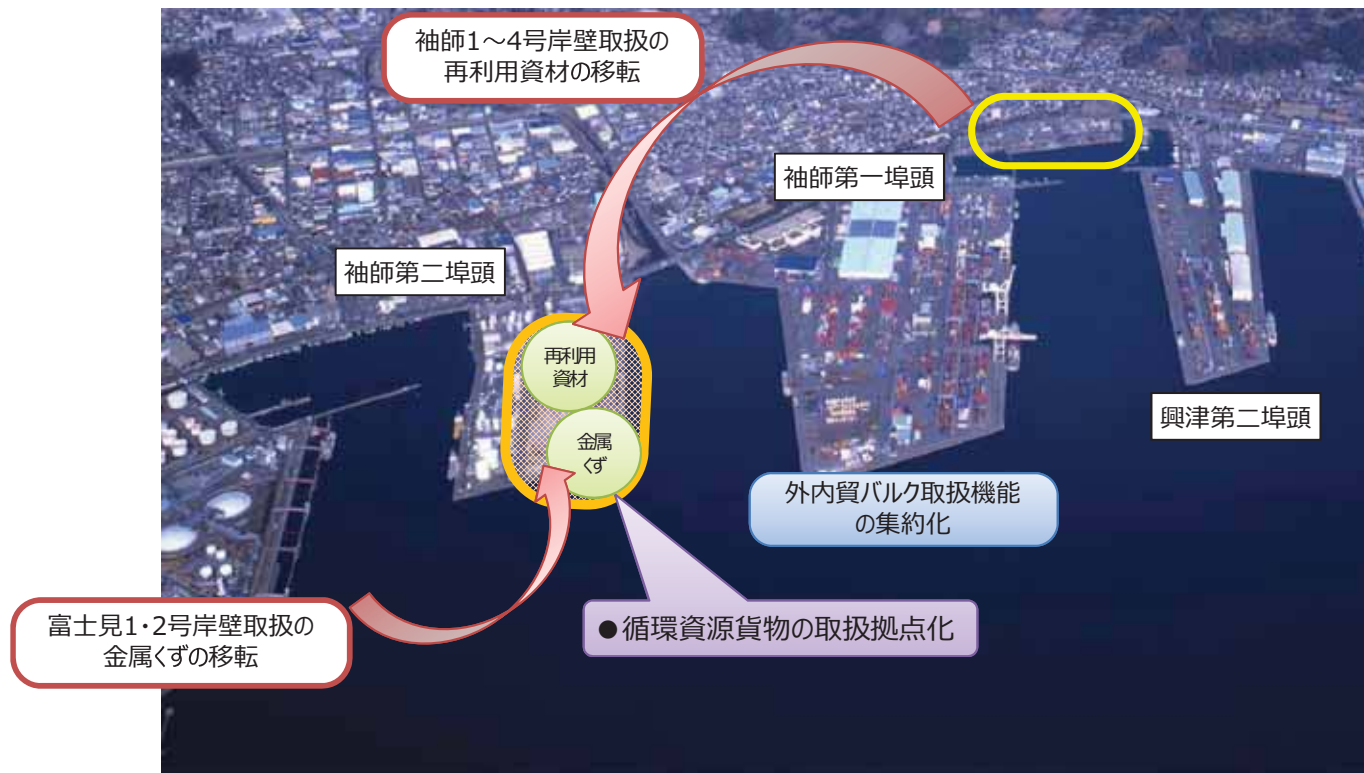 袖師1~4号岸壁取扱の
再利用資材の移転
袖師第一埠頭
袖師第二埠頭
再利用
資材
金属
くず
興津第二埠頭
外内貿バルク取扱機能
の集約化
●循環資源貨物の取扱拠点化
富士見1・2号岸壁取扱の
金属くずの移転